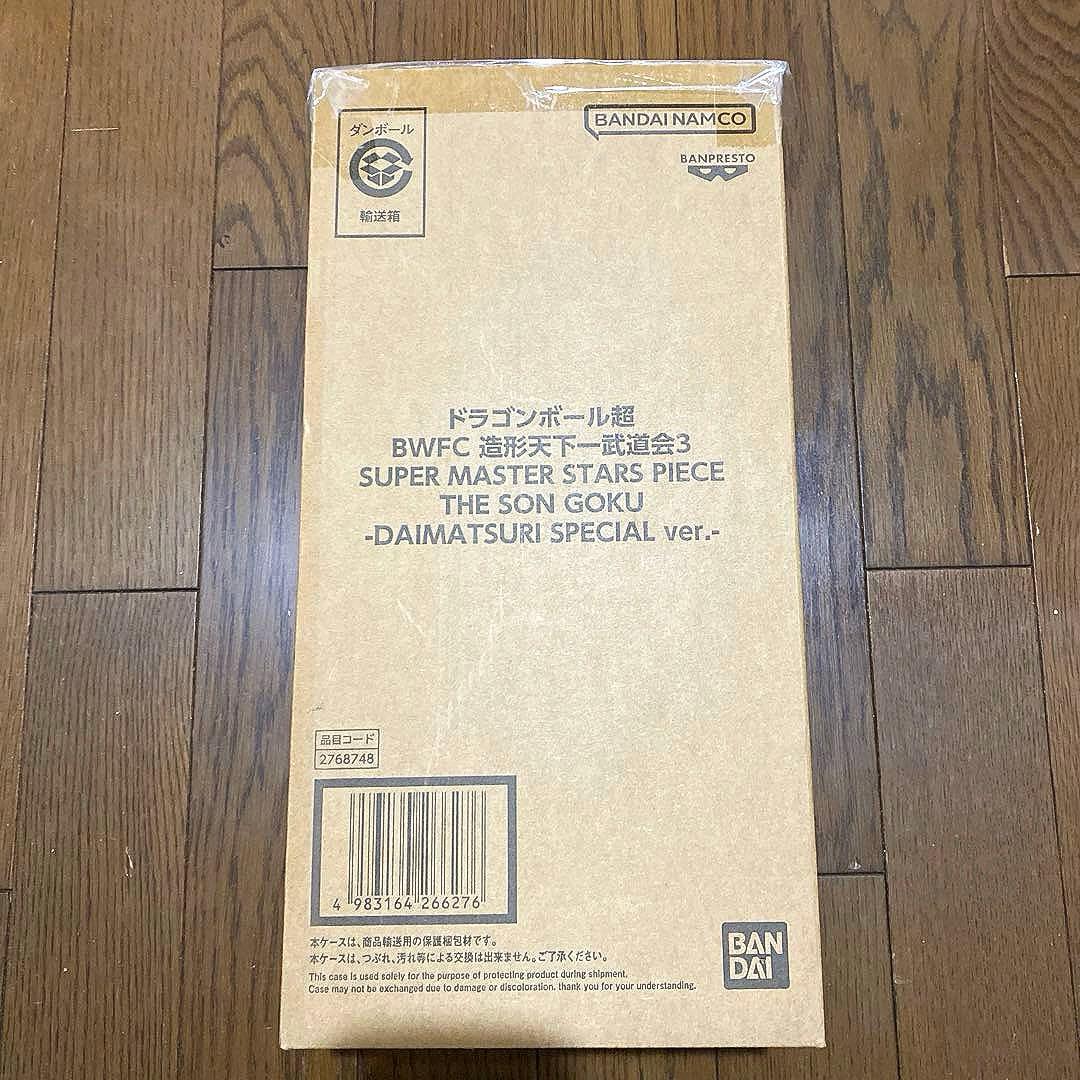 ダンボール
輸送箱
BANDAI NAMCO
BANPRESTO
ドラゴンボール超
BWFC 造形天下一武道会3
SUPER MASTER STARS PIECE
THE SON GOKU
-DAIMATSURI SPECIAL ver.-
品目コード
2768748
4 983164 266276
本ケースは、商品輸送用の保護梱包材です。
本ケースは、つぶれ、汚れ等による交換は出来ません。ご了承ください。
This case is used solely for the purpose of protecting product during shipment.
Case may not be exchanged due to damage or discoloration. thank you for your understanding.
BAN
DAI